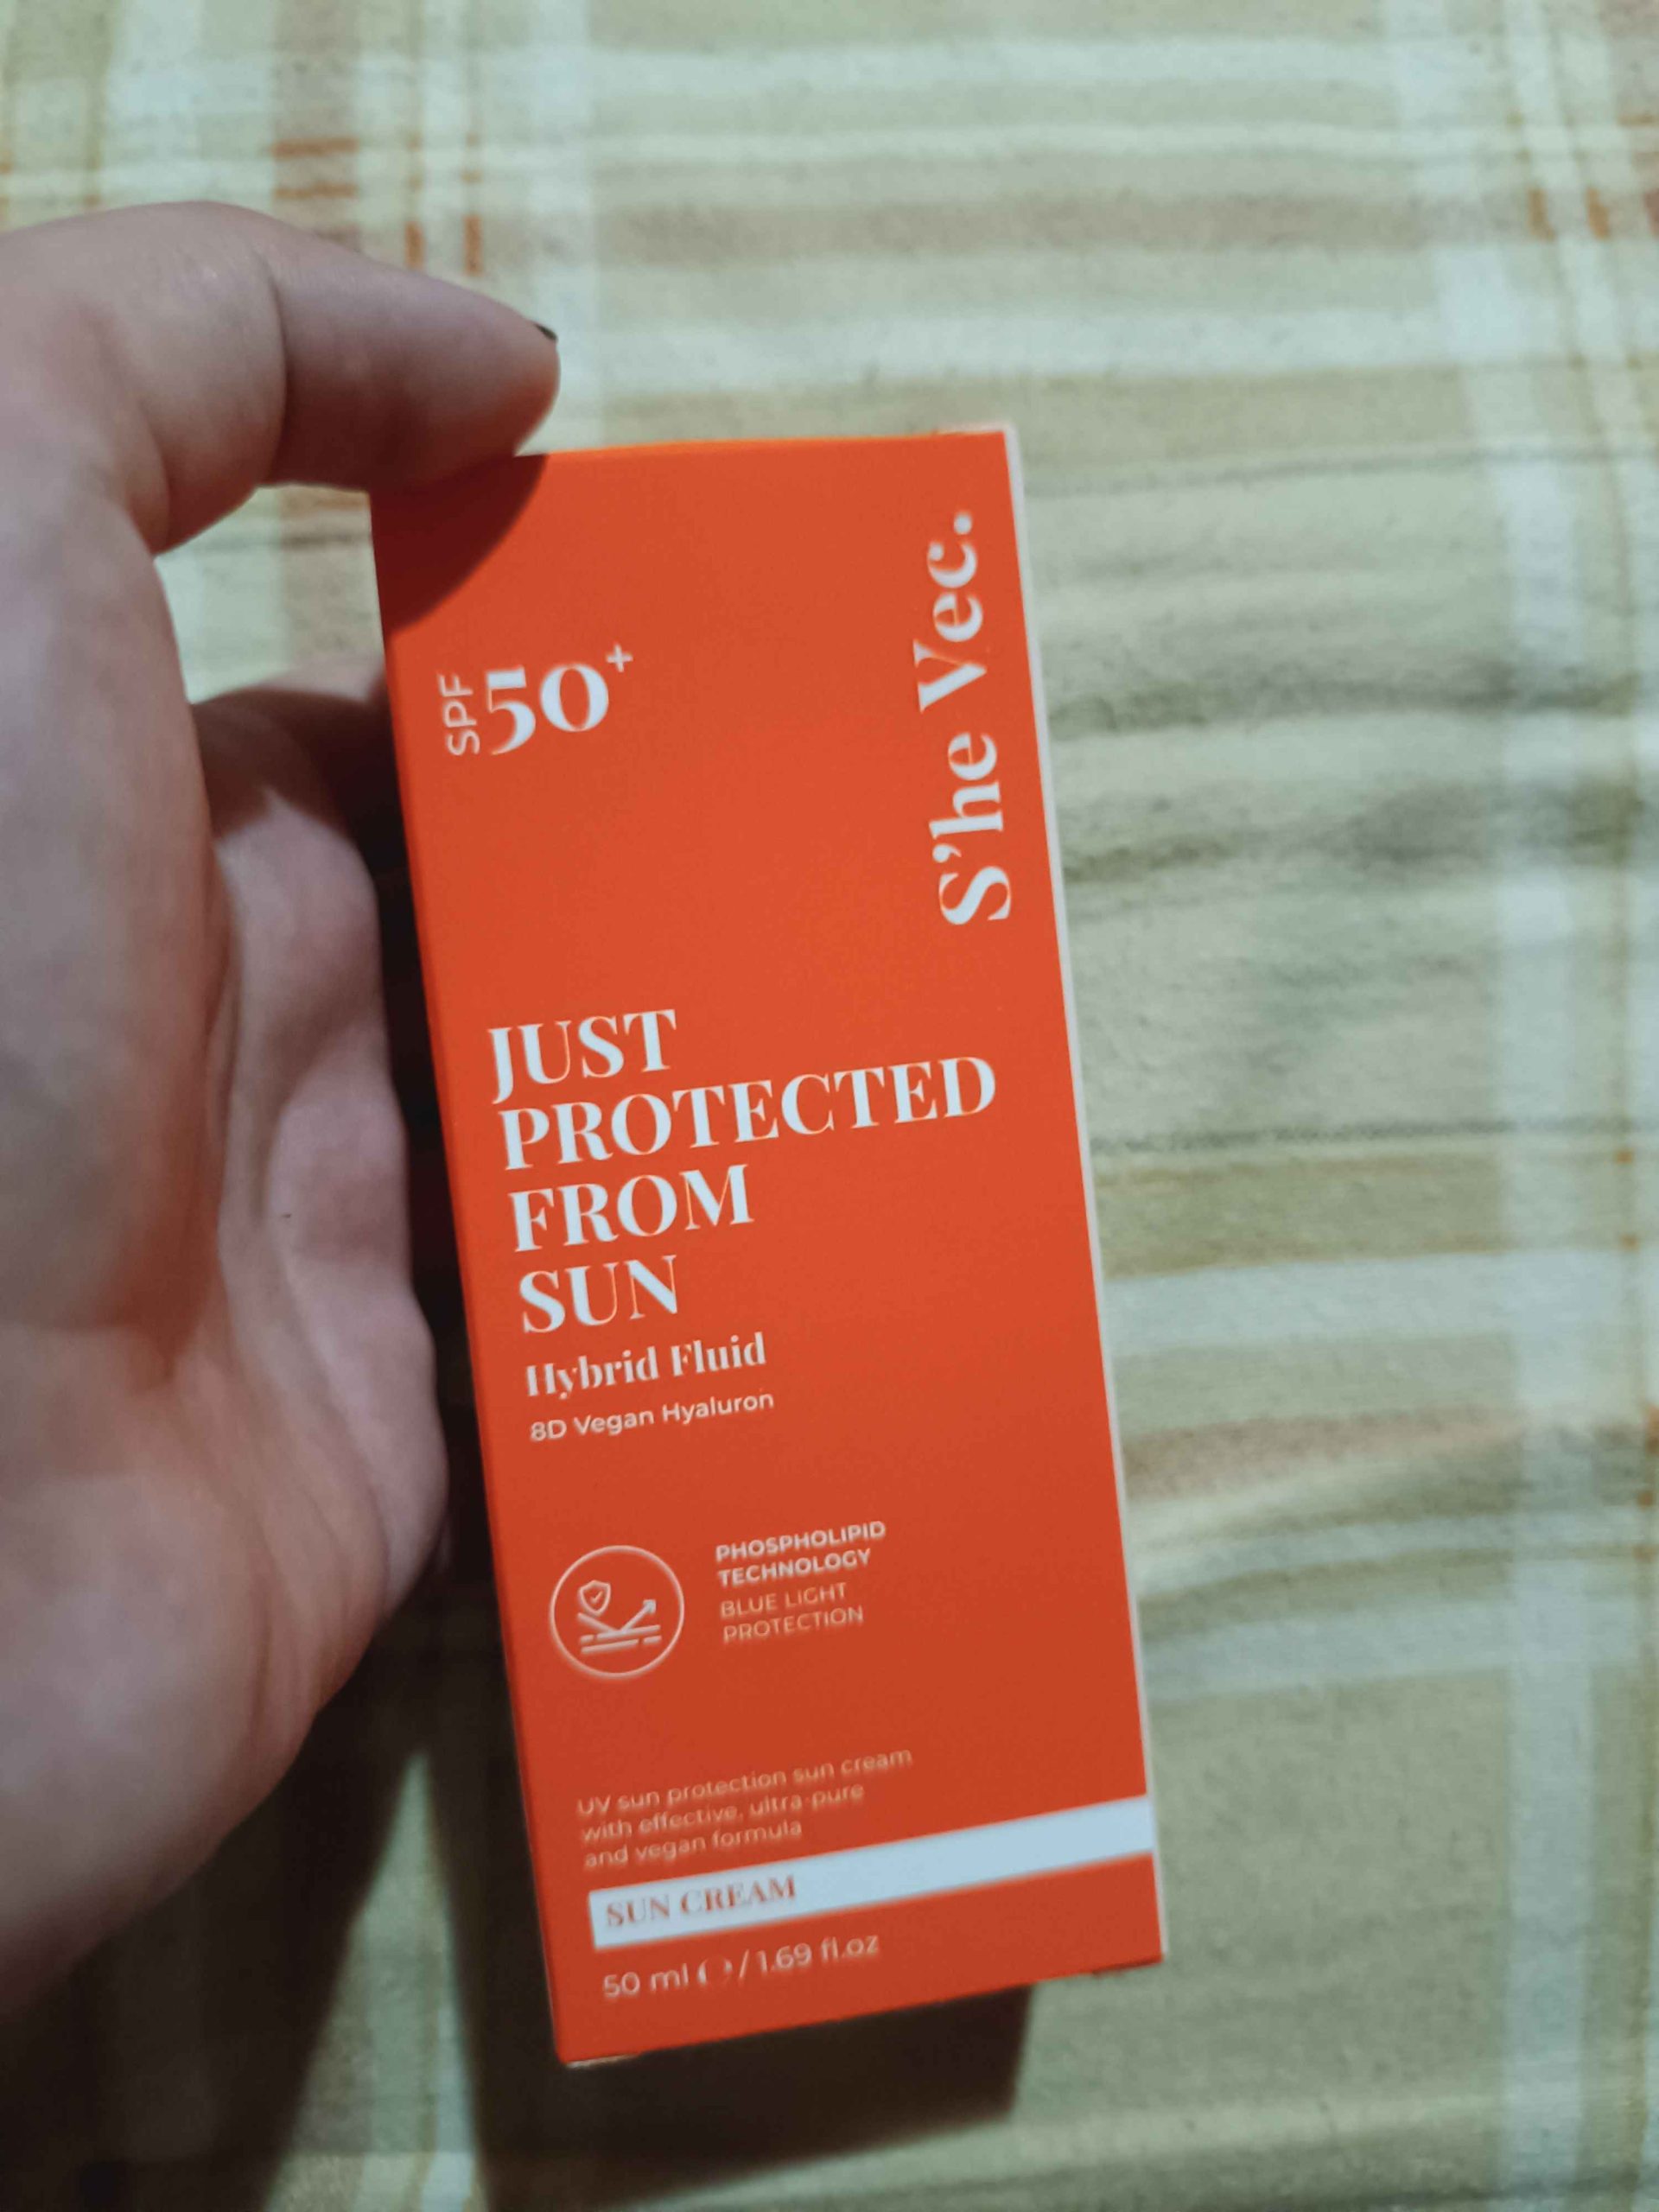 SPF 50+
S'he Vec.
JUST
PROTECTED
FROM
SUN
Hybrid Fluid
8D Vegan Hyaluron
PHOSPHOLIPID
TECHNOLOGY
BLUE LIGHT
PROTECTION
UV sun protection sun cream
with effective, ultra-pure
and vegan formula
SUN CREAM
50 ml / 1.69 fl.oz